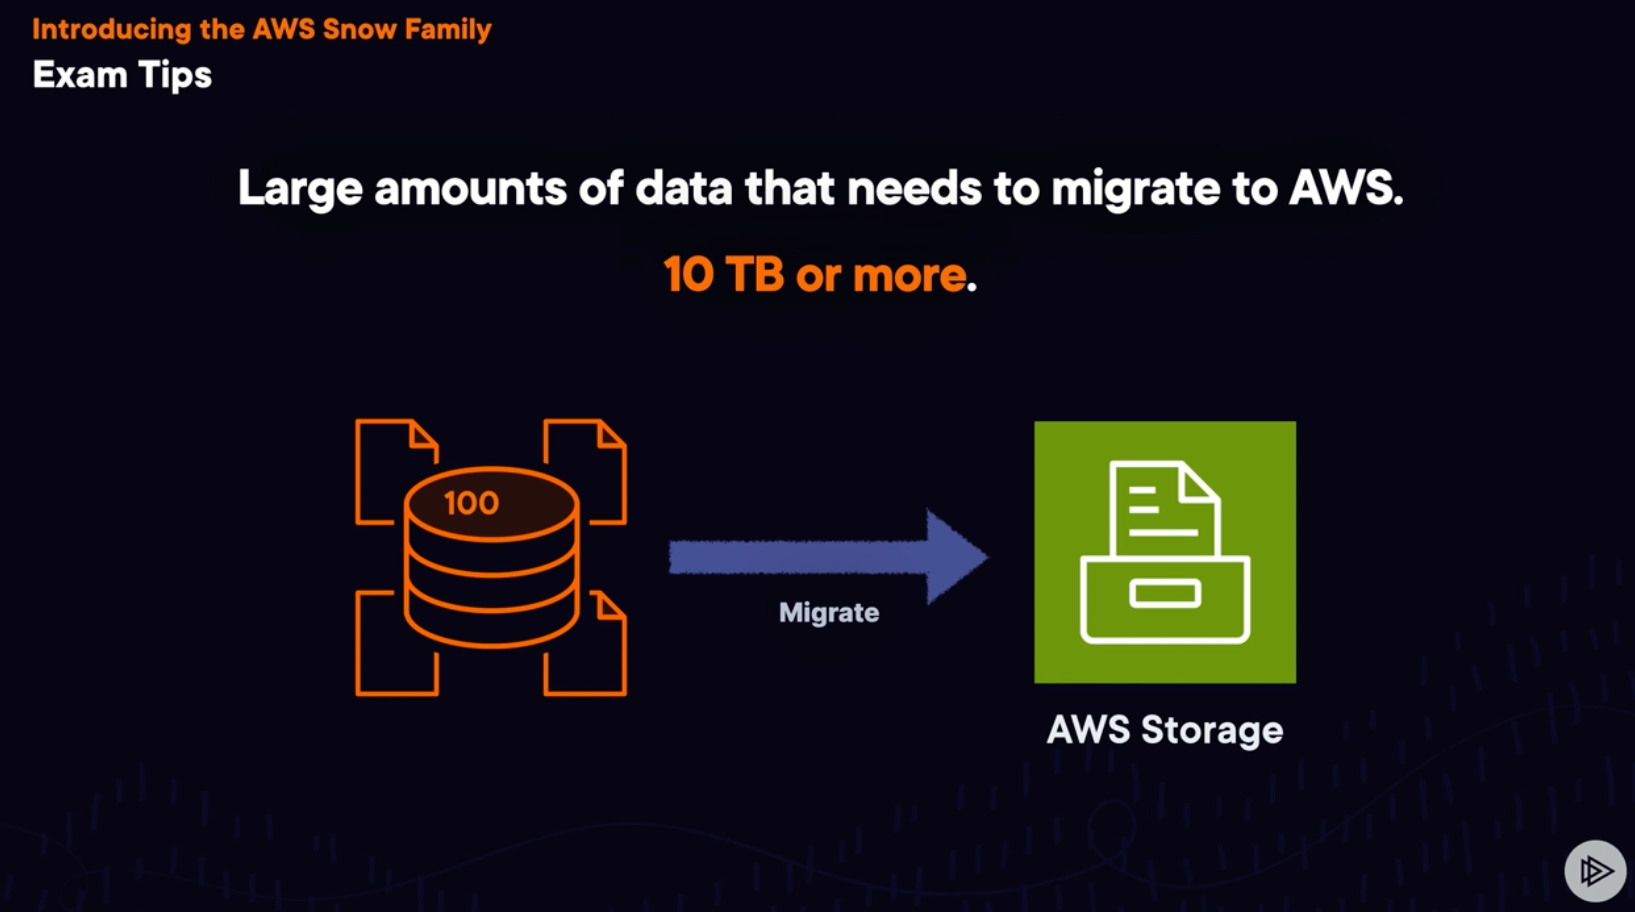 Introducing the AWS Snow Family
Exam Tips
Large amounts of data that needs to migrate to AWS.
10 TB or more.
100
Migrate
AWS Storage